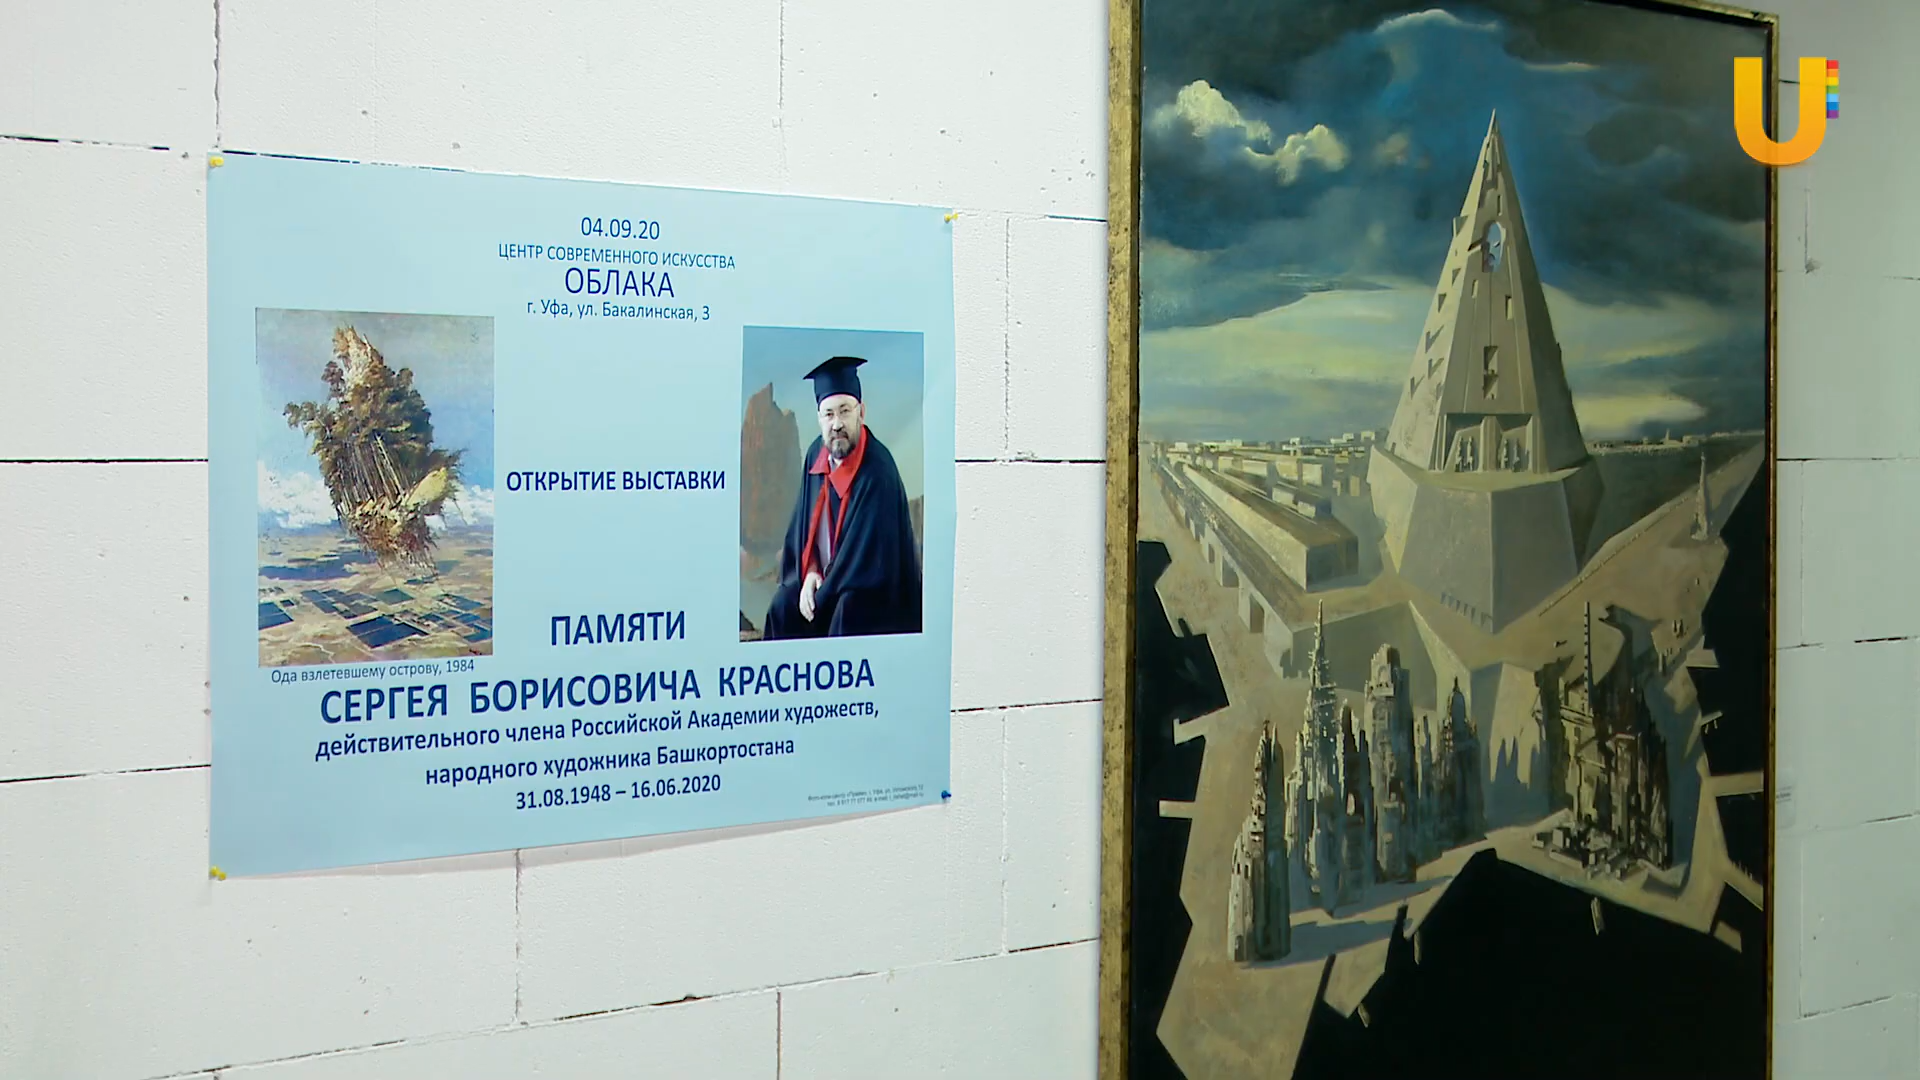 04.09.20
ЦЕНТР СОВРЕМЕННОГО ИСКУССТВА
ОБЛАКА
г. Уфа, ул. Бакалинская, 3
ОТКРЫТИЕ ВЫСТАВКИ
Ода взлетевшему острову, 1984
ПАМЯТИ
СЕРГЕЯ БОРИСОВИЧА КРАСНОВА
действительного члена Российской Академии художеств,
народного художника Башкортостана
31.08.1948 – 16.06.2020
U